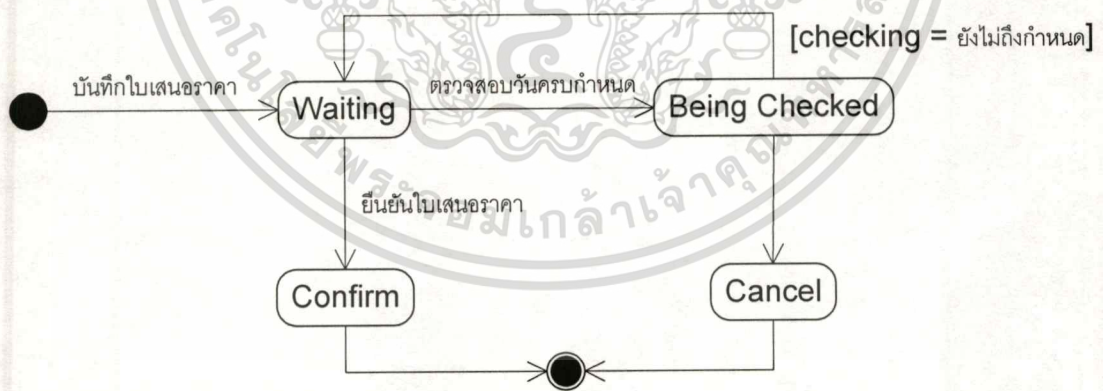 [checking = ยังไม่ถึงกำหนด]
บันทึกใบเสนอราคา
Waiting
ตรวจสอบวันครบกำหนด
Being Checked
ยืนยันใบเสนอราคา
Confirm
Cancel